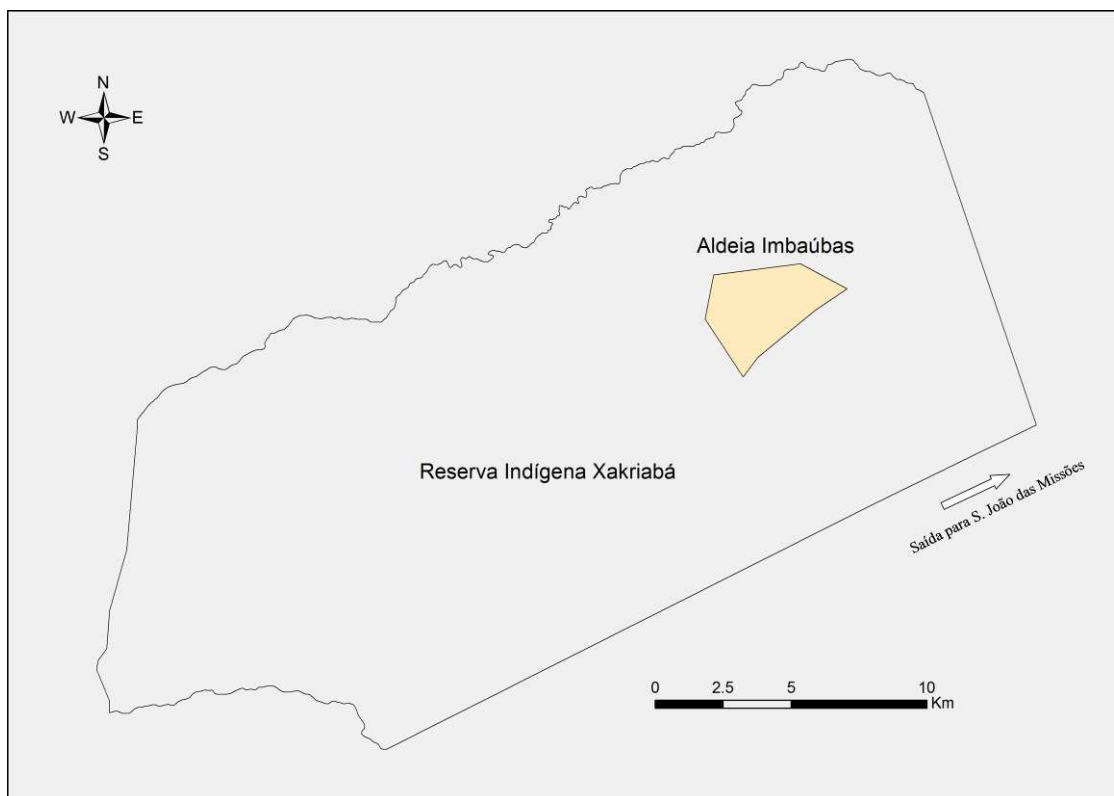 N
W E
S
Aldeia Imbaúbas
Reserva Indígena Xakriabá
Saída para S. João das Missões
0 2.5 5 10
Km